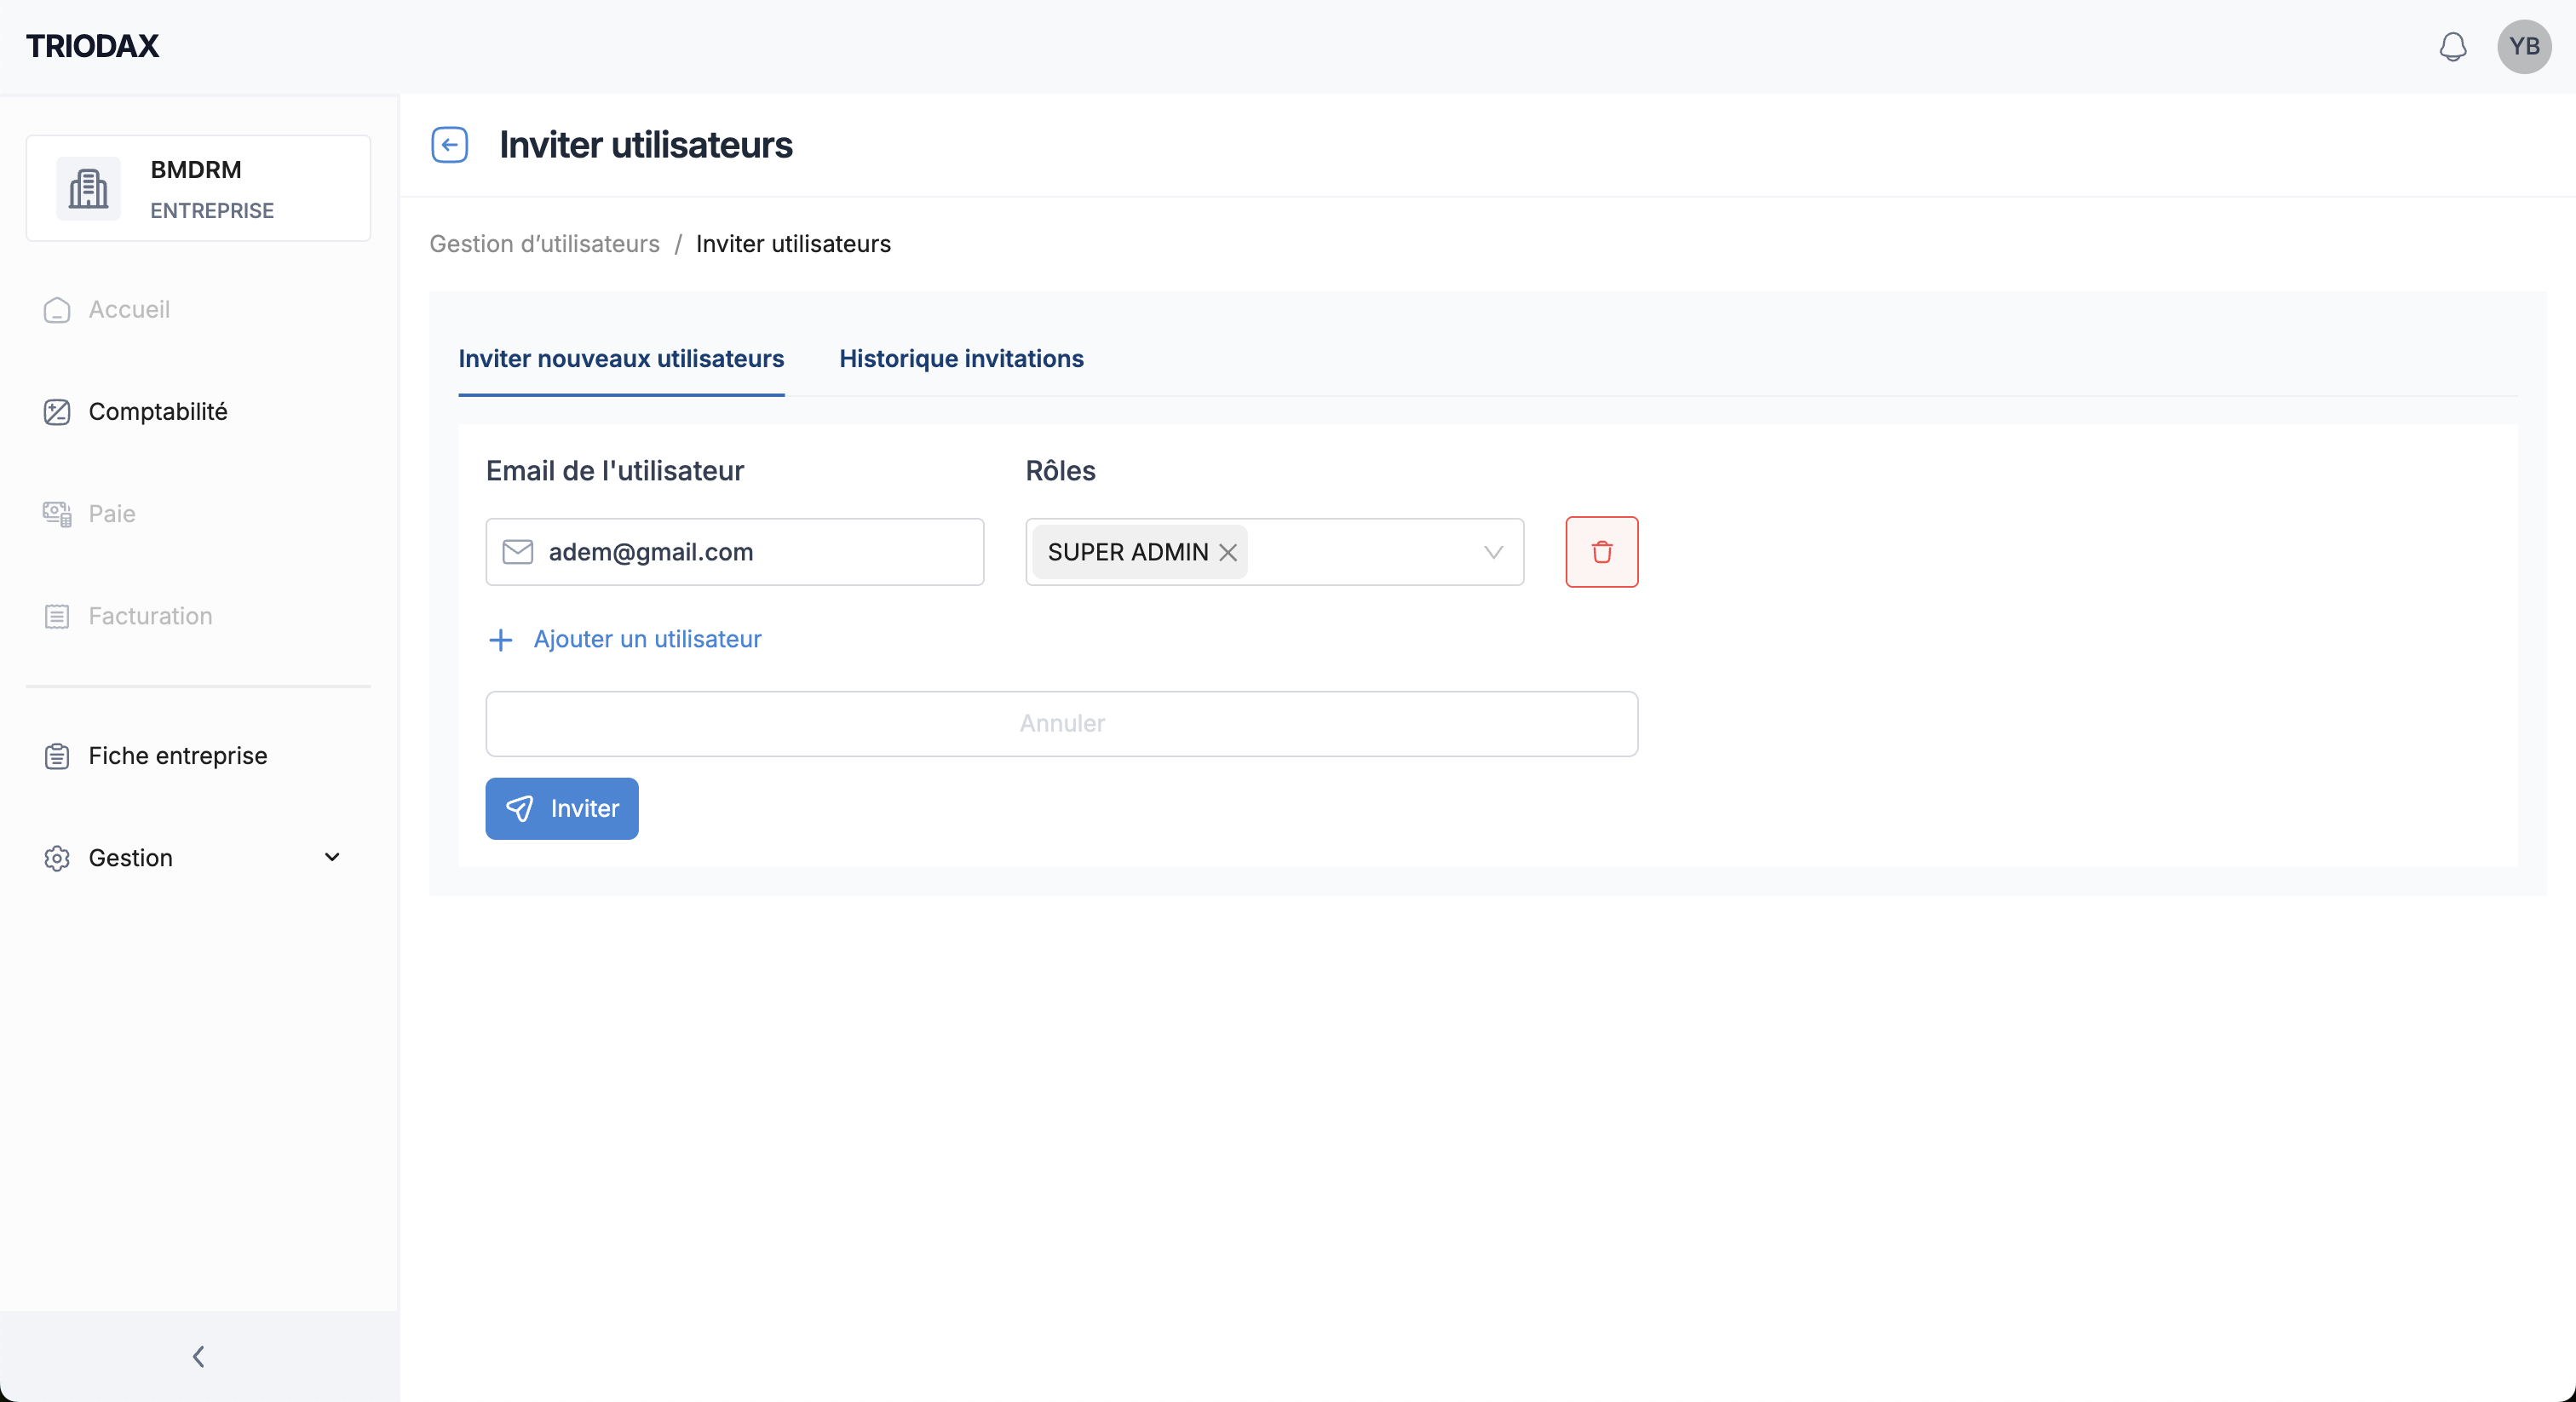 TRIODAX
YB
BMDRM
ENTREPRISE
Accueil
Comptabilité
Paie
Facturation
Fiche entreprise
Gestion
Inviter utilisateurs
Gestion d’utilisateurs / Inviter utilisateurs
Inviter nouveaux utilisateurs
Historique invitations
Email de l'utilisateur
Rôles
adem@gmail.com
SUPER ADMIN
Ajouter un utilisateur
Annuler
Inviter